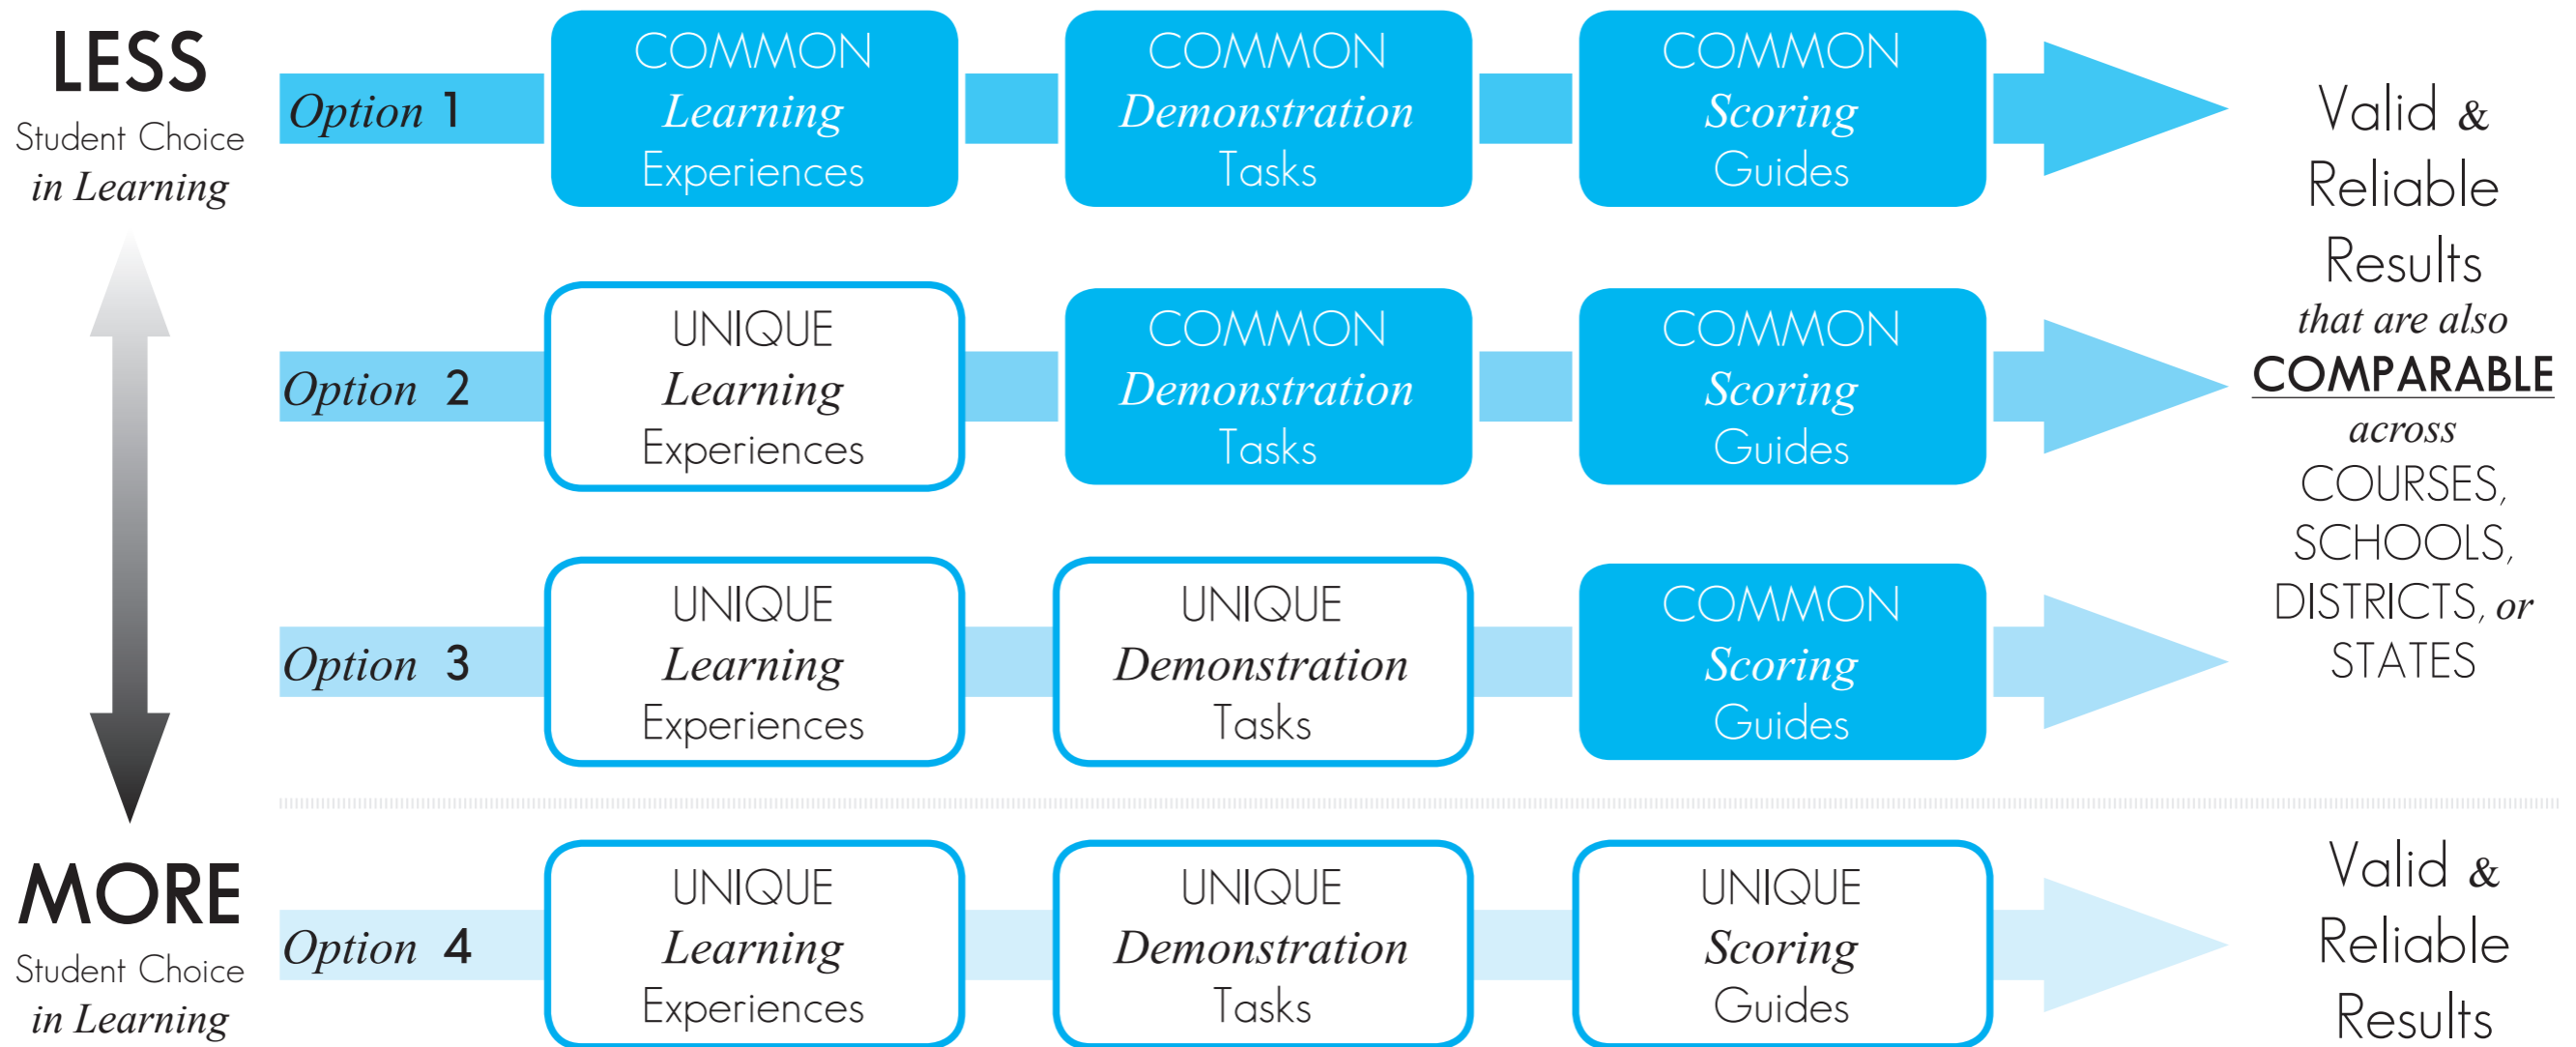 LESS
Student Choice
in Learning
Option 1
COMMON
Learning
Experiences
COMMON
Demonstration
Tasks
COMMON
Scoring
Guides
Option 2
UNIQUE
Learning
Experiences
COMMON
Demonstration
Tasks
COMMON
Scoring
Guides
Option 3
UNIQUE
Learning
Experiences
UNIQUE
Demonstration
Tasks
COMMON
Scoring
Guides
Valid &
Reliable
Results
that are also
COMPARABLE
across
COURSES,
SCHOOLS,
DISTRICTS, or
STATES
MORE
Student Choice
in Learning
Option 4
UNIQUE
Learning
Experiences
UNIQUE
Demonstration
Tasks
UNIQUE
Scoring
Guides
Valid &
Reliable
Results